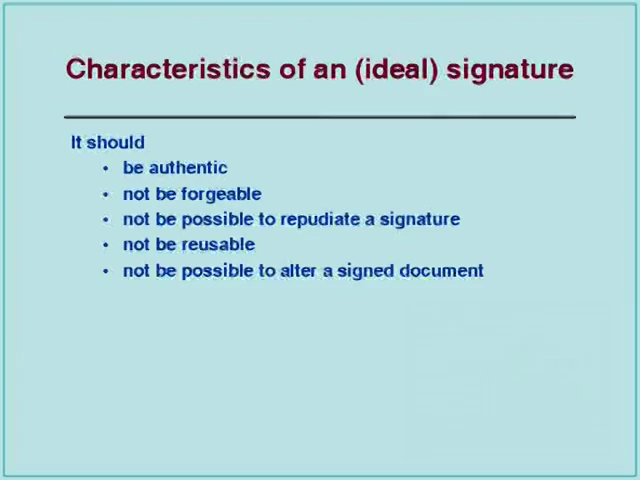 Characteristics of an (ideal) signature
It should
• be authentic
• not be forgeable
• not be possible to repudiate a signature
• not be reusable
• not be possible to alter a signed document